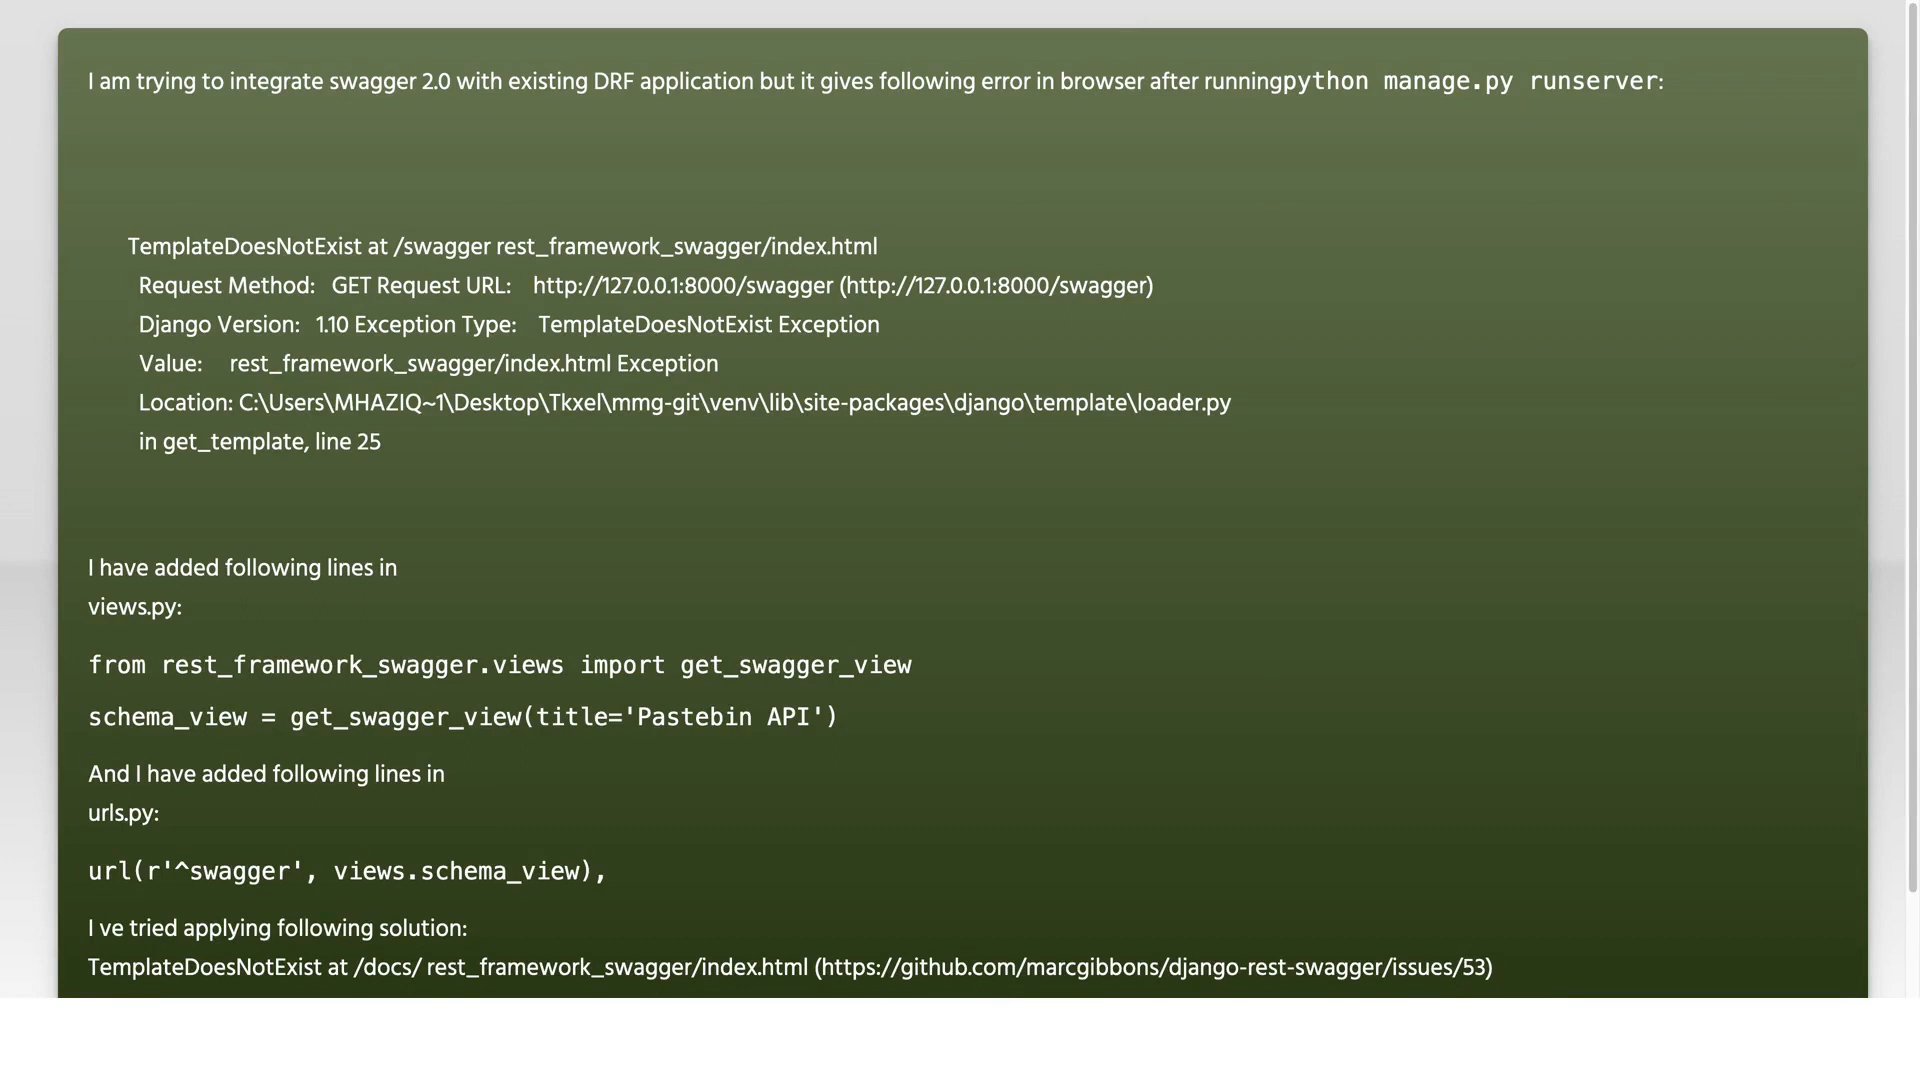 I am trying to integrate swagger 2.0 with existing DRF application but it gives following error in browser after runningpython manage.py runserver:
TemplateDoesNotExist at /swagger rest_framework_swagger/index.html
Request Method: GET Request URL: http://127.0.0.1:8000/swagger (http://127.0.0.1:8000/swagger)
Django Version: 1.10 Exception Type: TemplateDoesNotExist Exception
Value: rest_framework_swagger/index.html Exception
Location: C:\Users\MHAZIQ~1\Desktop\Tkxel\mmg-git\venv\lib\site-packages\django\template\loader.py
in get_template, line 25
I have added following lines in
views.py:
from rest_framework_swagger.views import get_swagger_view
schema_view = get_swagger_view(title='Pastebin API')
And I have added following lines in
urls.py:
url(r'^swagger', views.schema_view),
I ve tried applying following solution:
TemplateDoesNotExist at /docs/ rest_framework_swagger/index.html (https://github.com/marcgibbons/django-rest-swagger/issues/53)